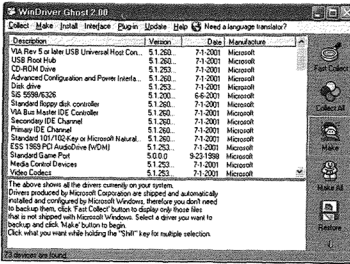 WinDriver Ghost 2.00
Collect Make Install Interface Plug-in Update Help Need a language translator?
Description Version Date Manufacture
VIA Rev 5 or later USB Universal Host Con... 5.1.260... 7-1-2001 Microsoft
USB Root Hub 5.1.260... 7-1-2001 Microsoft
CD-ROM Drive 5.1.253... 7-1-2001 Microsoft
Advanced Configuration and Power Interfa... 5.1.260... 7-1-2001 Microsoft
Disk drive 5.1.253... 7-1-2001 Microsoft
SiS 5598/6326 5.1.200... 6-6-2001 Microsoft
Standard floppy disk controller 5.1.260... 7-1-2001 Microsoft
VIA Bus Master IDE Controller 5.1.260... 7-1-2001 Microsoft
Secondary IDE Channel 5.1.260... 7-1-2001 Microsoft
Primary IDE Channel 5.1.260... 7-1-2001 Microsoft
Standard 101/102-Key or Microsoft Natural... 5.1.260... 7-1-2001 Microsoft
ESS 1969 PCI AudioDrive (WDM) 5.1.253... 7-1-2001 Microsoft
Standard Game Port 5.0.0.0 9-23-1998 Microsoft
Media Control Devices 5.1.253... 7-1-2001 Microsoft
Video Codecs 5.1.253... 7-1-2001 Microsoft
The above shows all the drivers currently on your system.
Drivers produced by Microsoft Corporation are shipped and automatically
installed and configured by Microsoft Windows, therefore you don't need
to backup them, click 'Fast Collect' button to display only those files
that is not shipped with Microsoft Windows. Select a driver you want to
backup and click 'Make' button to begin.
Click what you want while holding the "Shift" key for multiple selection.
23 devices are found.
Fast Collect
Collect All
Make
Make All
Restore